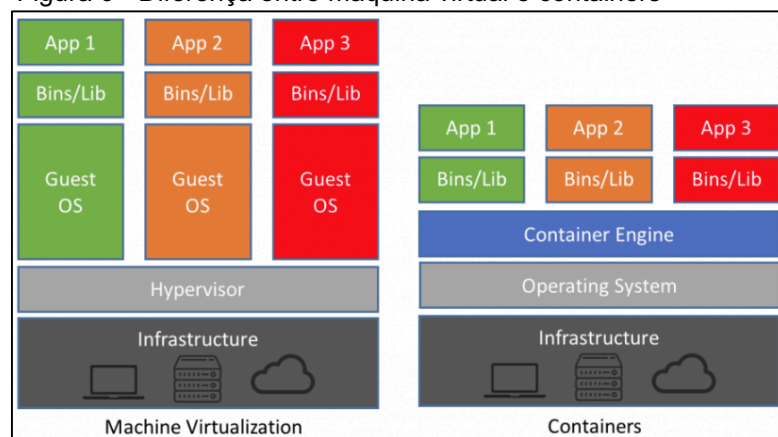 Figura 6 - Diferença entre máquina virtual e containers
App 1
App 2
App 3
Bins/Lib
Bins/Lib
Bins/Lib
Guest
OS
Guest
OS
Guest
OS
Hypervisor
Infrastructure
Machine Virtualization
App 1
App 2
App 3
Bins/Lib
Bins/Lib
Bins/Lib
Container Engine
Operating System
Infrastructure
Containers